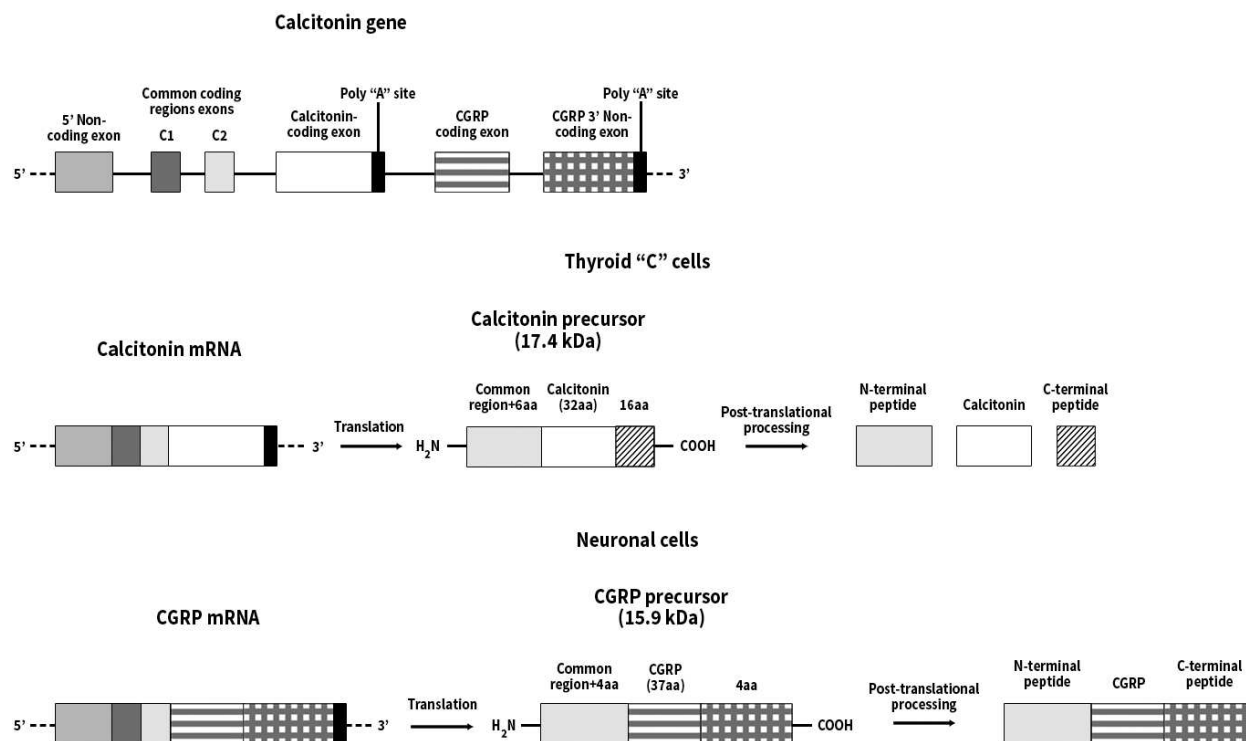 Calcitonin gene
Common coding
regions exons
Poly “A” site
Poly “A” site
5’ Non-
coding exon
C1
C2
Calcitonin-
coding exon
CGRP
coding exon
CGRP 3’ Non-
coding exon
5’
3’
Thyroid “C” cells
Calcitonin mRNA
Calcitonin precursor
(17.4 kDa)
Common
region+6aa
Calcitonin
(32aa)
16aa
N-terminal
peptide
Calcitonin
C-terminal
peptide
5’
3’
Translation
H2N
COOH
Post-translational
processing
Neuronal cells
CGRP mRNA
CGRP precursor
(15.9 kDa)
Common
region+4aa
CGRP
(37aa)
4aa
N-terminal
peptide
CGRP
C-terminal
peptide
5’
3’
Translation
H2N
COOH
Post-translational
processing